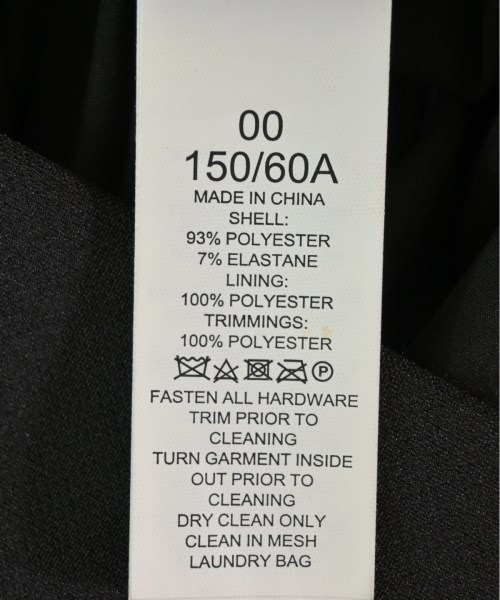 00
150/60A
MADE IN CHINA
SHELL:
93% POLYESTER
7% ELASTANE
LINING:
100% POLYESTER
TRIMMINGS:
100% POLYESTER
P
FASTEN ALL HARDWARE
TRIM PRIOR TO
CLEANING
TURN GARMENT INSIDE
OUT PRIOR TO
CLEANING
DRY CLEAN ONLY
CLEAN IN MESH
LAUNDRY BAG